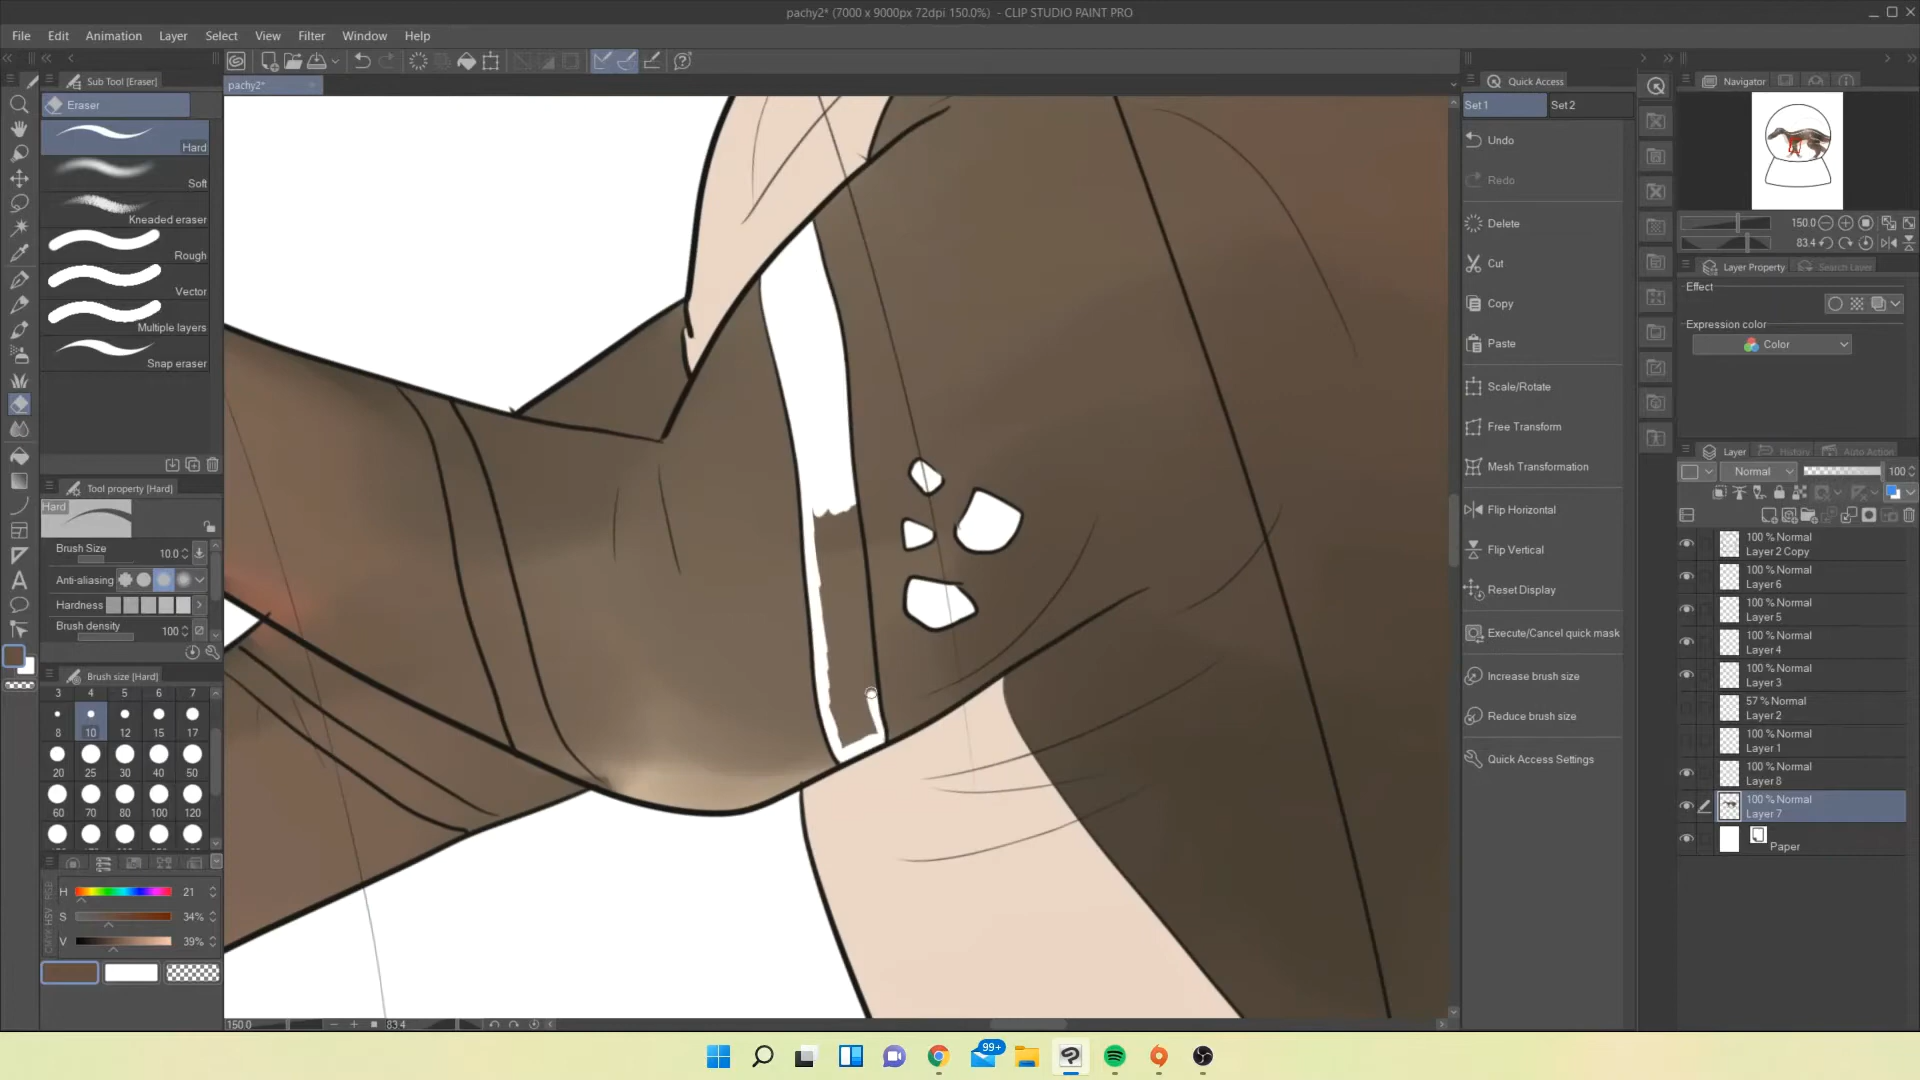 pachy2* (7000 x 9000px 72dpi 150.0%) - CLIP STUDIO PAINT PRO
File Edit Animation Layer Select View Filter Window Help
Sub Tool [Eraser]
Eraser
Hard
Soft
Kneaded eraser
Rough
Vector
Multiple layers
Snap eraser
Tool property [Hard]
Hard
Brush Size 10.0
Anti-aliasing
Hardness
Brush density 100
Brush size [Hard]
3 4 5 6 7
8 10 12 15 17
20 25 30 40 50
60 70 80 100 120
H 21
S 34%
V 39%
pachy2*
150.0 83.4
Quick Access
Set 1 Set 2
Undo
Redo
Delete
Cut
Copy
Paste
Scale/Rotate
Free Transform
Mesh Transformation
Flip Horizontal
Flip Vertical
Reset Display
Execute/Cancel quick mask
Increase brush size
Reduce brush size
Quick Access Settings
Navigator
150.0
83.4
Layer Property Search Layer
Effect
Expression color
Color
Layer History Auto Action
Normal 100
100 % Normal
Layer 2 Copy
100 % Normal
Layer 6
100 % Normal
Layer 5
100 % Normal
Layer 4
100 % Normal
Layer 3
57 % Normal
Layer 2
100 % Normal
Layer 1
100 % Normal
Layer 8
100 % Normal
Layer 7
Paper
99+